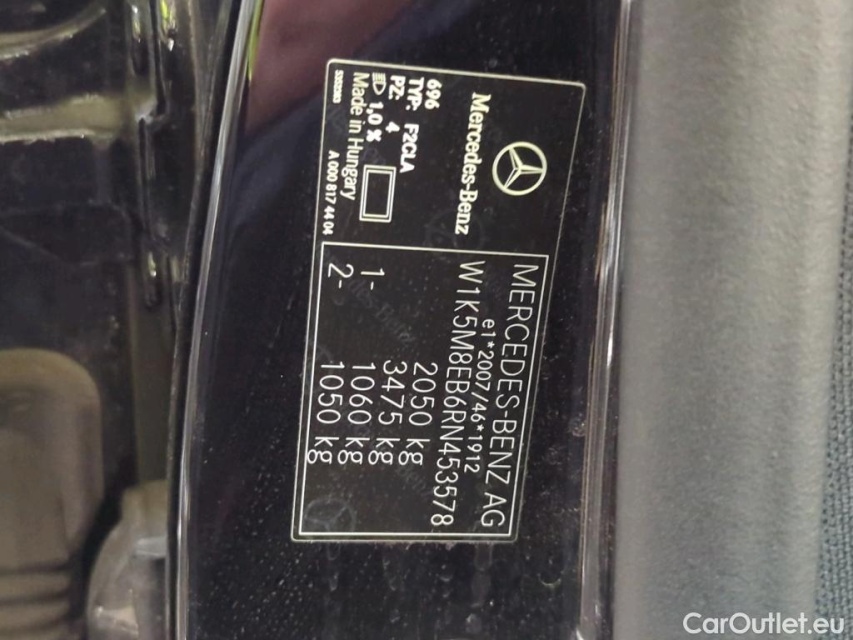 Mercedes-Benz
696
TYP: F2CLA
PZ: 4
1,0 %
Made in Hungary
A 000 817 44 04
MERCEDES-BENZ AG
e1*2007/46*1912
W1K5M8EB6RN453578
2050 kg
3475 kg
1- 1060 kg
2- 1050 kg
CarOutlet.eu